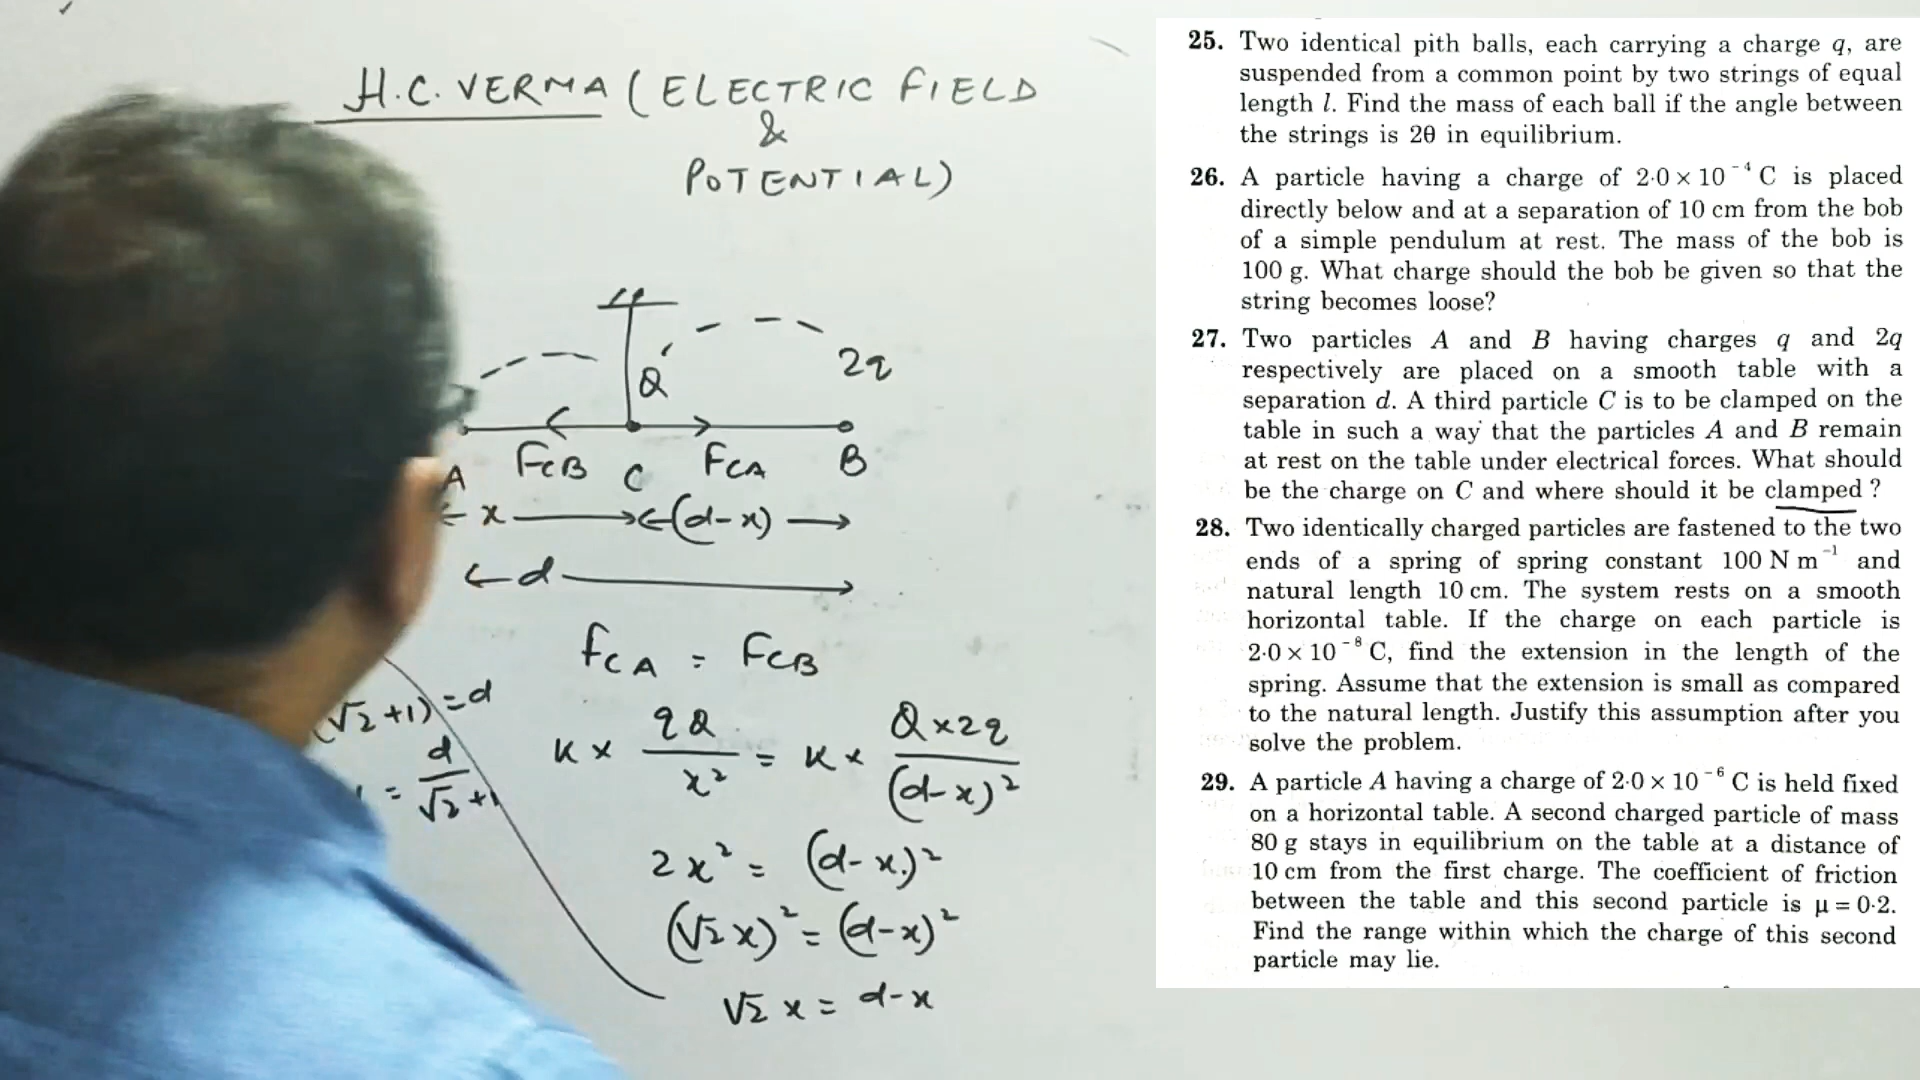 H.C. VERMA (ELECTRIC FIELD
&
POTENTIAL)
Q
2q
A
FCB
C
FCA
B
x
(d-x)
d
FCA = FCB
K × qQ/x² = K × Q×2q/(d-x)²
2x² = (d-x)²
(√2x)² = (d-x)²
√2 x = d-x
(√2+1) = d
= d/√2+1
25. Two identical pith balls, each carrying a charge q, are
suspended from a common point by two strings of equal
length l. Find the mass of each ball if the angle between
the strings is 2θ in equilibrium.
26. A particle having a charge of 2·0 × 10⁻⁴ C is placed
directly below and at a separation of 10 cm from the bob
of a simple pendulum at rest. The mass of the bob is
100 g. What charge should the bob be given so that the
string becomes loose?
27. Two particles A and B having charges q and 2q
respectively are placed on a smooth table with a
separation d. A third particle C is to be clamped on the
table in such a way that the particles A and B remain
at rest on the table under electrical forces. What should
be the charge on C and where should it be clamped ?
28. Two identically charged particles are fastened to the two
ends of a spring of spring constant 100 N m⁻¹ and
natural length 10 cm. The system rests on a smooth
horizontal table. If the charge on each particle is
2·0 × 10⁻⁸ C, find the extension in the length of the
spring. Assume that the extension is small as compared
to the natural length. Justify this assumption after you
solve the problem.
29. A particle A having a charge of 2·0 × 10⁻⁶ C is held fixed
on a horizontal table. A second charged particle of mass
80 g stays in equilibrium on the table at a distance of
10 cm from the first charge. The coefficient of friction
between the table and this second particle is μ = 0·2.
Find the range within which the charge of this second
particle may lie.